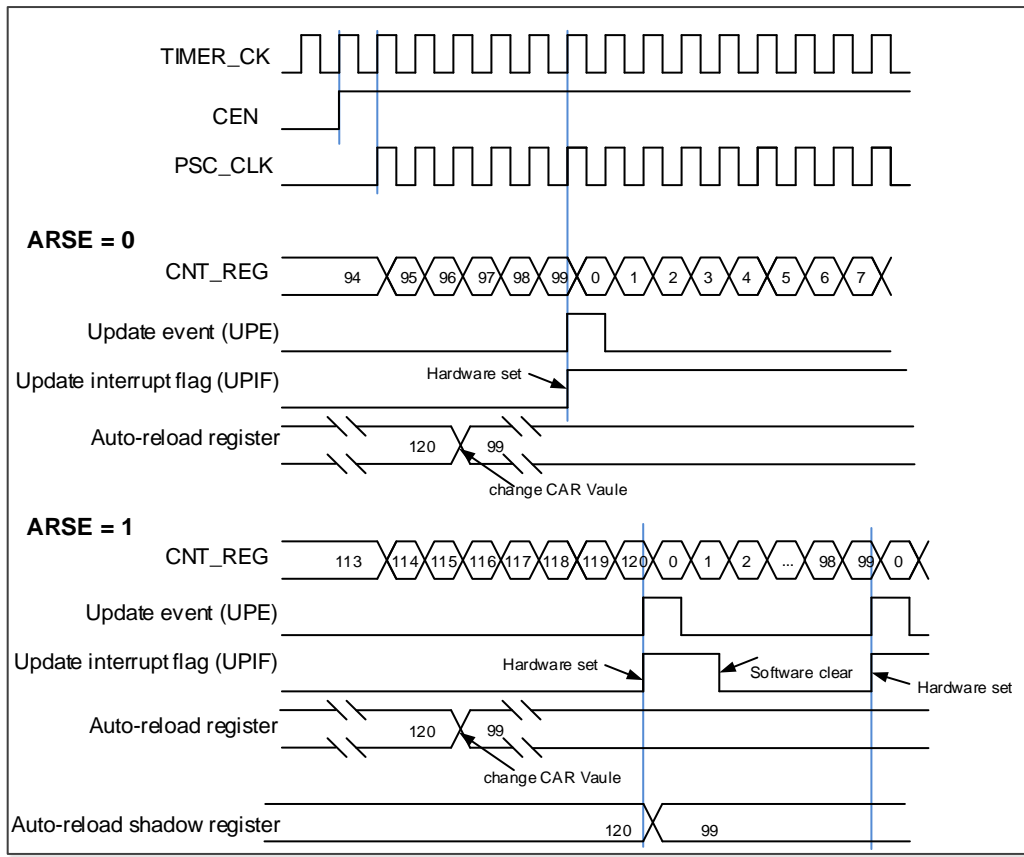 TIMER_CK
CEN
PSC_CLK
ARSE = 0
CNT_REG 94 95 96 97 98 99 0 1 2 3 4 5 6 7
Update event (UPE)
Update interrupt flag (UPIF) Hardware set
Auto-reload register 120 99
change CAR Vaule
ARSE = 1
CNT_REG 113 114 115 116 117 118 119 120 0 1 2 ... 98 99 0
Update event (UPE)
Update interrupt flag (UPIF) Hardware set Software clear Hardware set
Auto-reload register 120 99
change CAR Vaule
Auto-reload shadow register 120 99